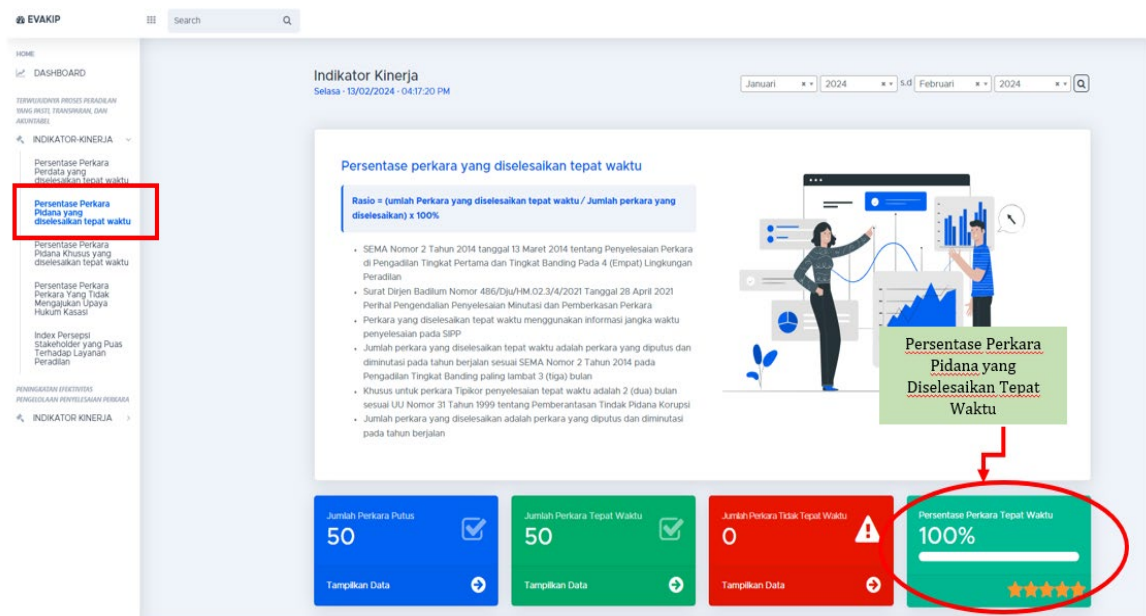 EVAKIP
Search
HOME
DASHBOARD
TERWUJUDNYA PROSES PERADILAN
YANG PASTI, TRANSPARAN, DAN
AKUNTABEL
INDIKATOR-KINERJA
Persentase Perkara
Perdata yang
diselesaikan tepat waktu
Persentase Perkara
Pidana yang
diselesaikan tepat waktu
Persentase Perkara
Pidana Khusus yang
diselesaikan tepat waktu
Persentase Perkara
Perkara Yang Tidak
Mengajukan Upaya
Hukum Kasasi
Index Persepsi
Stakeholder yang Puas
Terhadap Layanan
Peradilan
PENINGKATAN EFEKTIVITAS
PENGELOLAAN PENYELESAIAN PERKARA
INDIKATOR KINERJA
Indikator Kinerja
Selasa - 13/02/2024 - 04:17:20 PM
Januari 2024 s.d Februari 2024
Persentase perkara yang diselesaikan tepat waktu
Rasio = (umlah Perkara yang diselesaikan tepat waktu / Jumlah perkara yang
diselesaikan) x 100%
SEMA Nomor 2 Tahun 2014 tanggal 13 Maret 2014 tentang Penyelesaian Perkara
di Pengadilan Tingkat Pertama dan Tingkat Banding Pada 4 (Empat) Lingkungan
Peradilan
Surat Dirjen Badilum Nomor 486/Dju/HM.02.3/4/2021 Tanggal 28 April 2021
Perihal Pengendalian Penyelesaian Minutasi dan Pemberkasan Perkara
Perkara yang diselesaikan tepat waktu menggunakan informasi jangka waktu
penyelesaian pada SIPP
Jumlah perkara yang diselesaikan tepat waktu adalah perkara yang diputus dan
diminutasi pada tahun berjalan sesuai SEMA Nomor 2 Tahun 2014 pada
Pengadilan Tingkat Banding paling lambat 3 (tiga) bulan
Khusus untuk perkara Tipikor penyelesaian tepat waktu adalah 2 (dua) bulan
sesuai UU Nomor 31 Tahun 1999 tentang Pemberantasan Tindak Pidana Korupsi
Jumlah perkara yang diselesaikan adalah perkara yang diputus dan diminutasi
pada tahun berjalan
Persentase Perkara
Pidana yang
Diselesaikan Tepat
Waktu
Jumlah Perkara Putus
50
Tampilkan Data
Jumlah Perkara Tepat Waktu
50
Tampilkan Data
Jumlah Perkara Tidak Tepat Waktu
0
Tampilkan Data
Persentase Perkara Tepat Waktu
100%